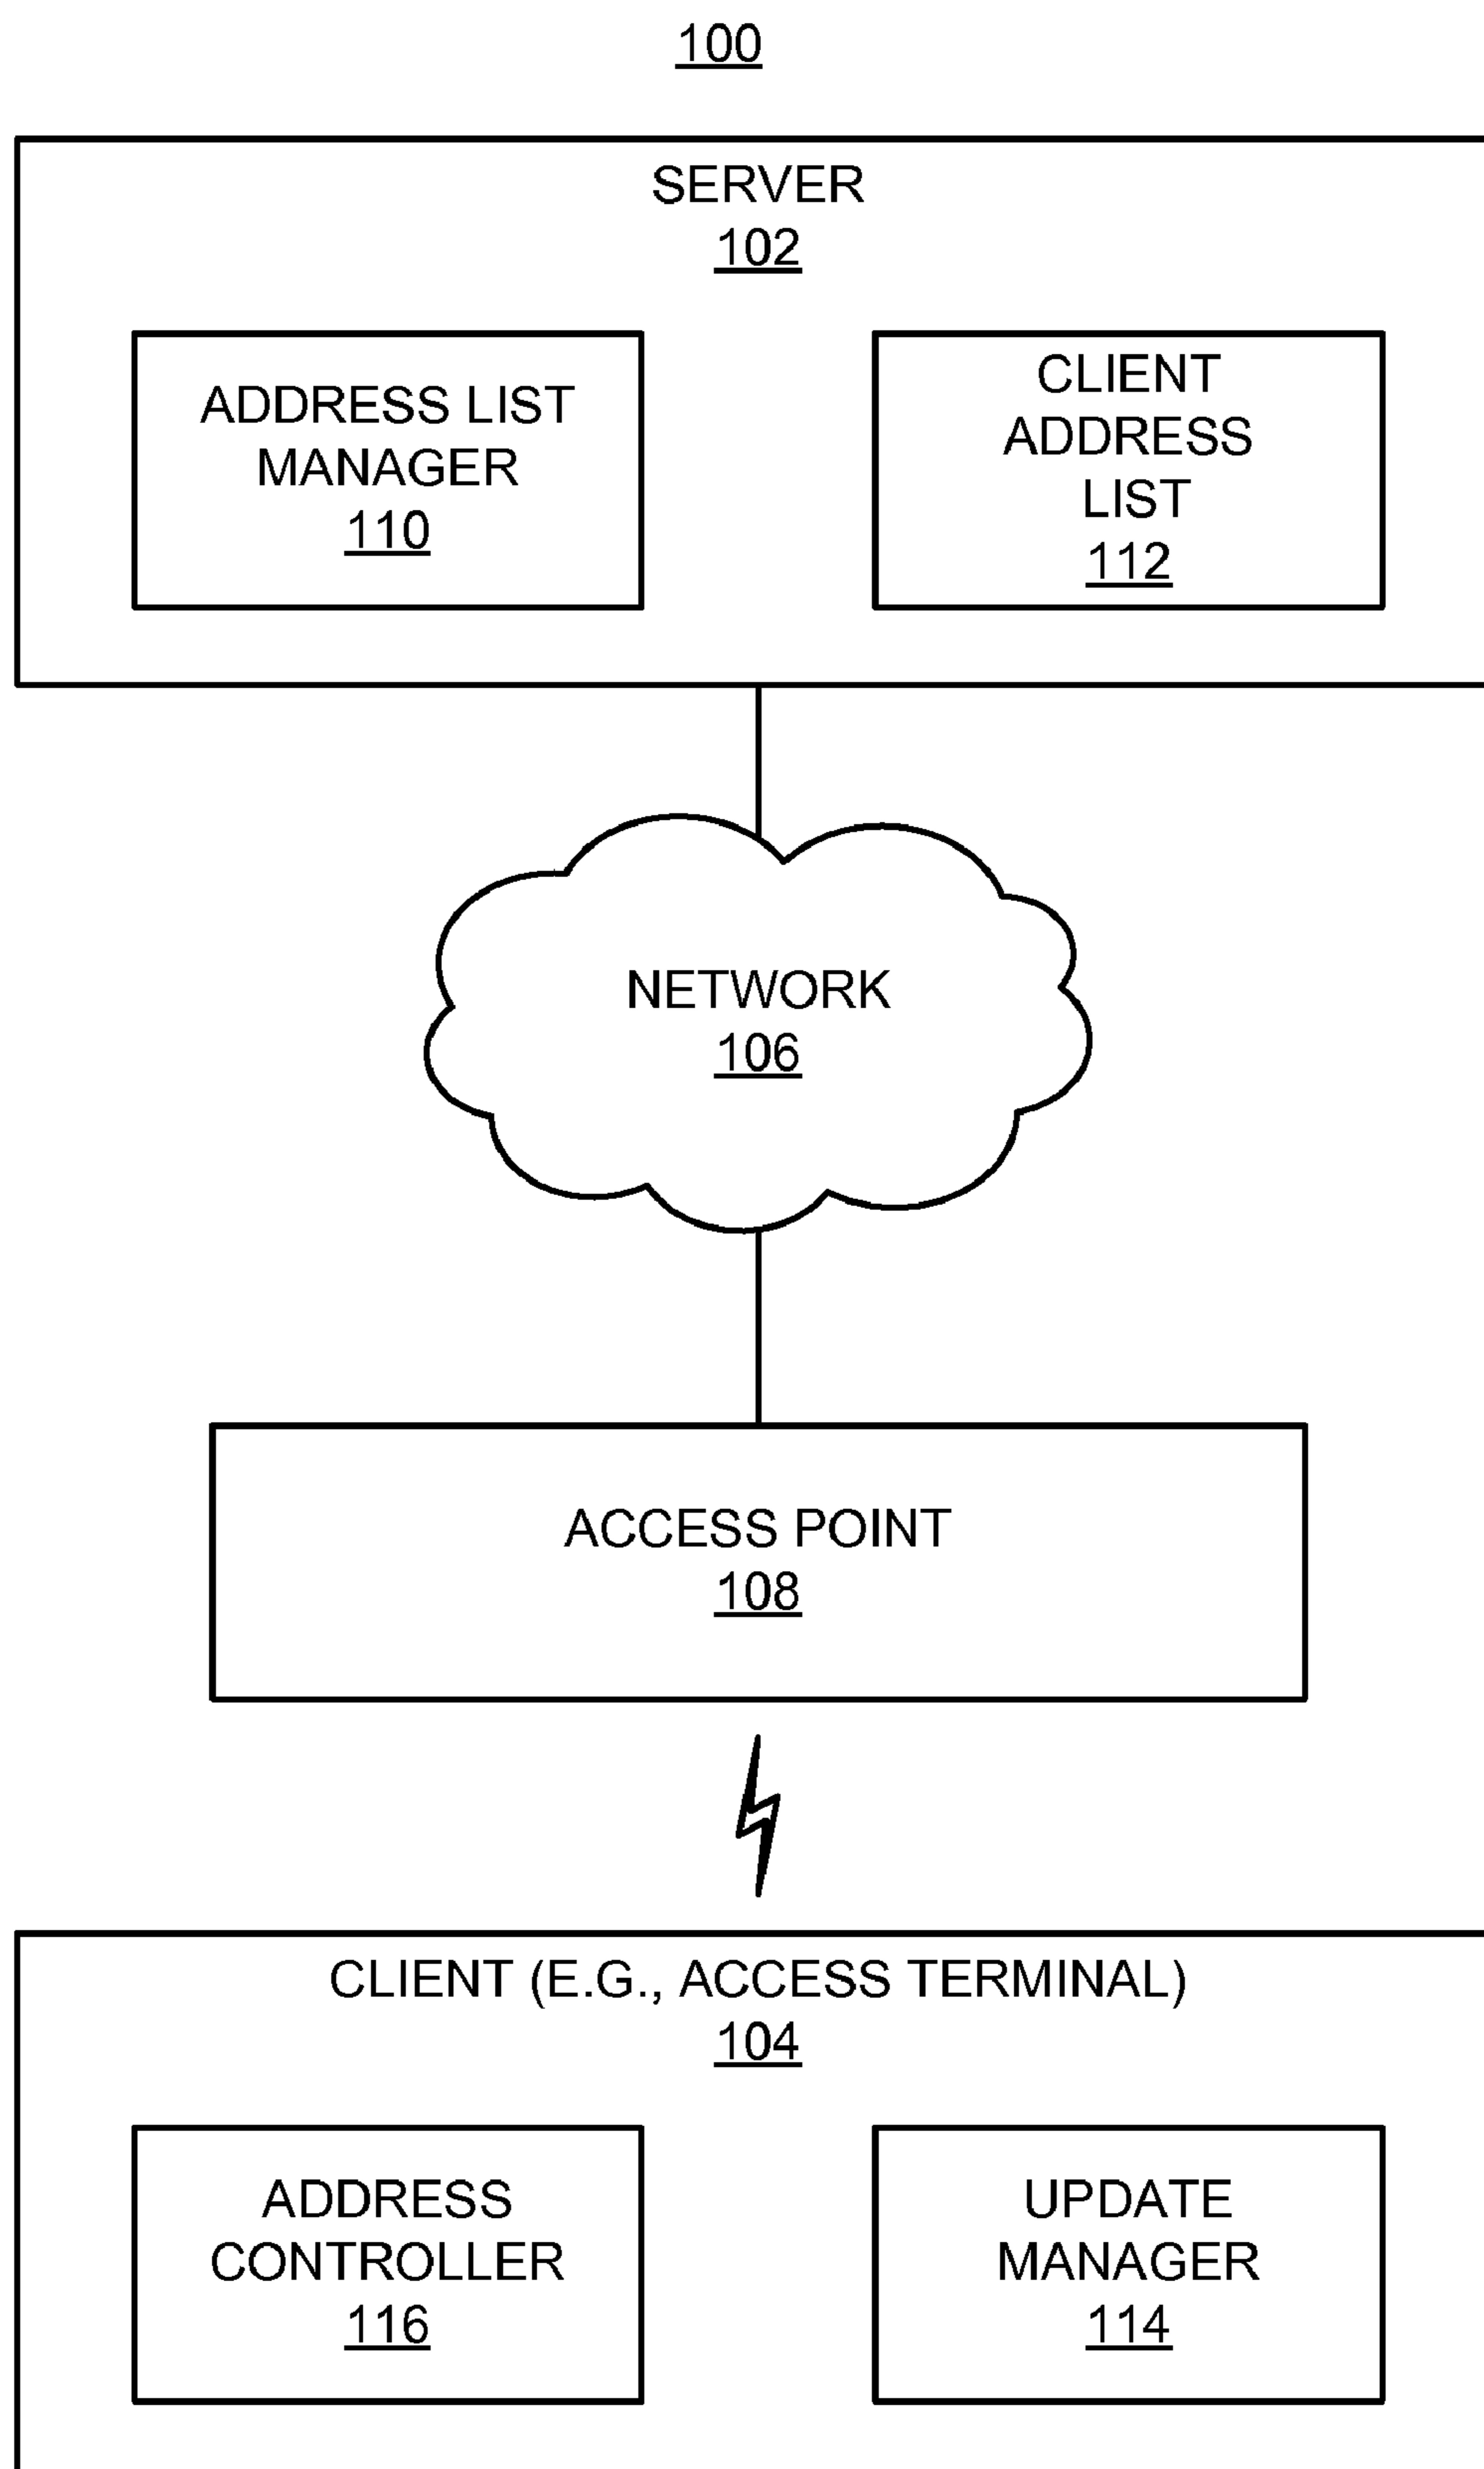 100
SERVER
102
ADDRESS LIST
MANAGER
110
CLIENT
ADDRESS
LIST
112
NETWORK
106
ACCESS POINT
108
CLIENT (E.G., ACCESS TERMINAL)
104
ADDRESS
CONTROLLER
116
UPDATE
MANAGER
114